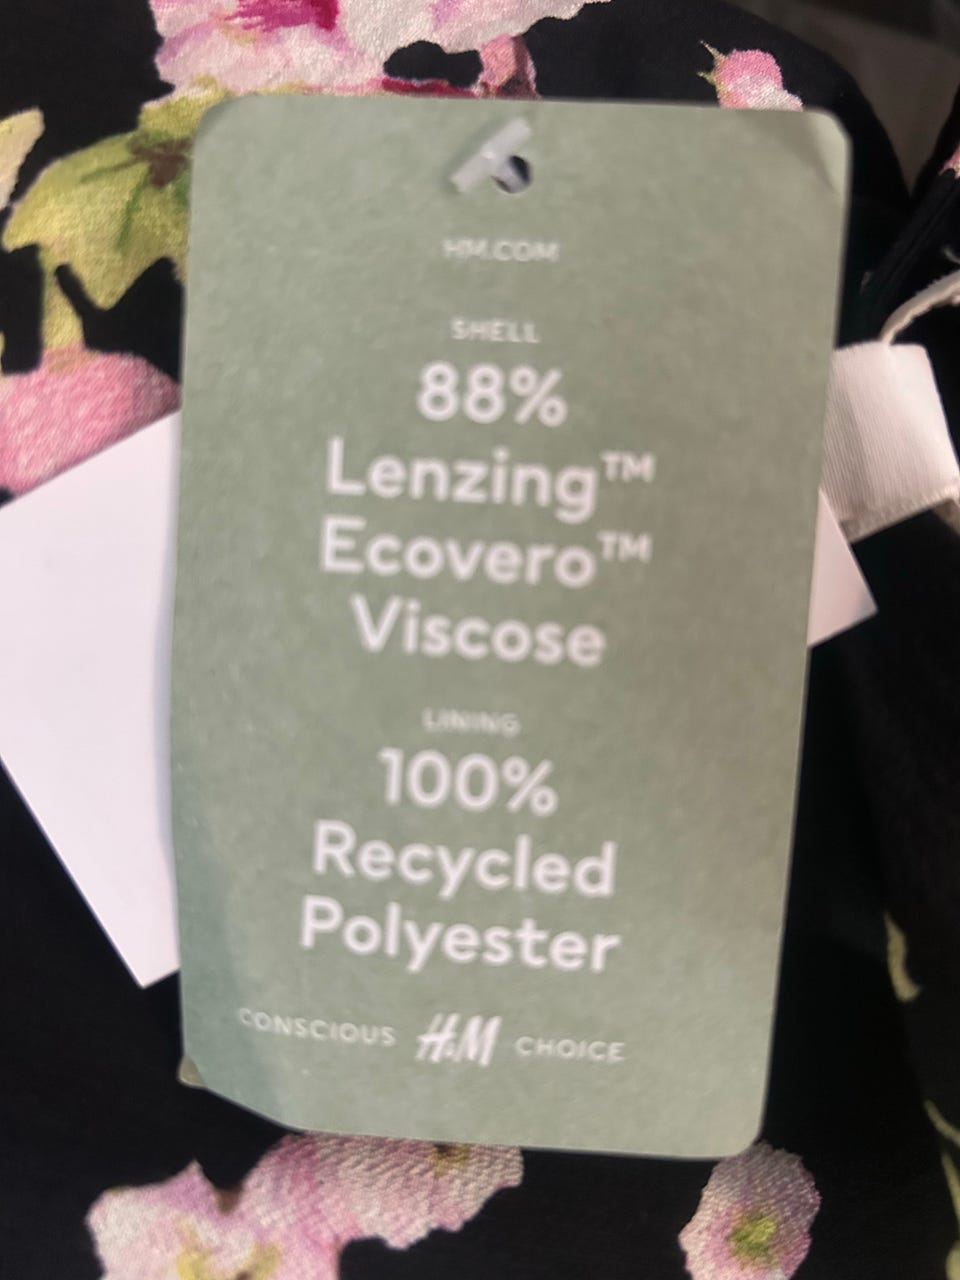 HM.COM
SHELL
88%
Lenzing™
Ecovero™
Viscose
LINING
100%
Recycled
Polyester
CONSCIOUS H&M CHOICE